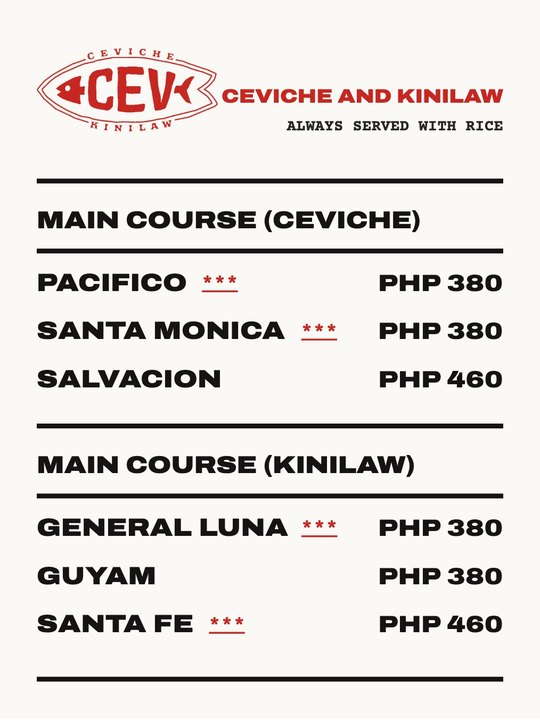 CEVICHE
CEV
KINILAW
CEVICHE AND KINILAW
ALWAYS SERVED WITH RICE
MAIN COURSE (CEVICHE)
PACIFICO *** PHP 380
SANTA MONICA *** PHP 380
SALVACION PHP 460
MAIN COURSE (KINILAW)
GENERAL LUNA *** PHP 380
GUYAM PHP 380
SANTA FE *** PHP 460